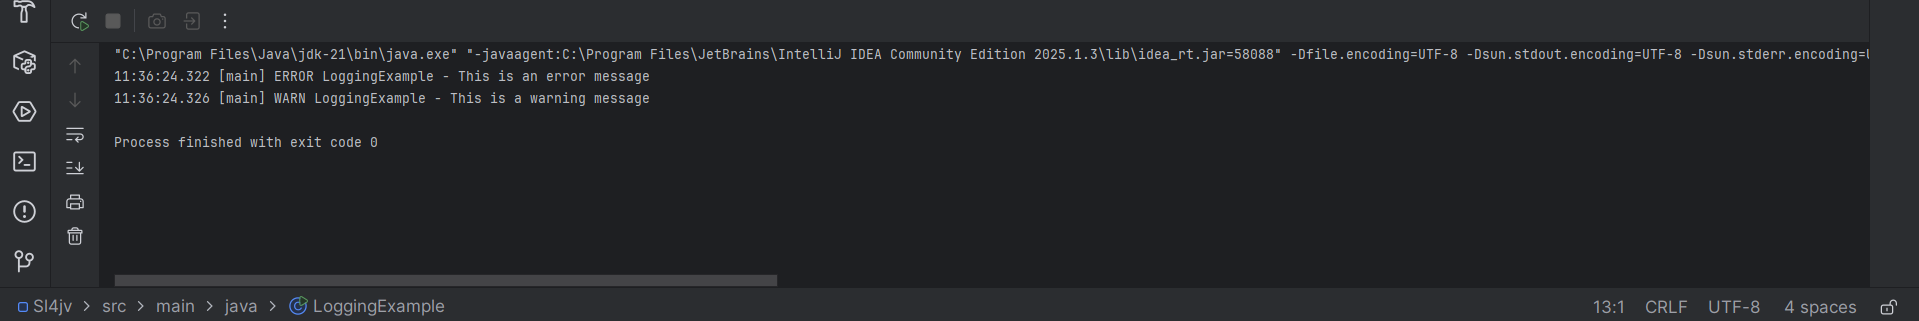 "C:\Program Files\Java\jdk-21\bin\java.exe" "-javaagent:C:\Program Files\JetBrains\IntelliJ IDEA Community Edition 2025.1.3\lib\idea_rt.jar=58088" -Dfile.encoding=UTF-8 -Dsun.stdout.encoding=UTF-8 -Dsun.stderr.encoding=
11:36:24.322 [main] ERROR LoggingExample - This is an error message
11:36:24.326 [main] WARN LoggingExample - This is a warning message
Process finished with exit code 0
Sl4jv > src > main > java > LoggingExample 13:1 CRLF UTF-8 4 spaces